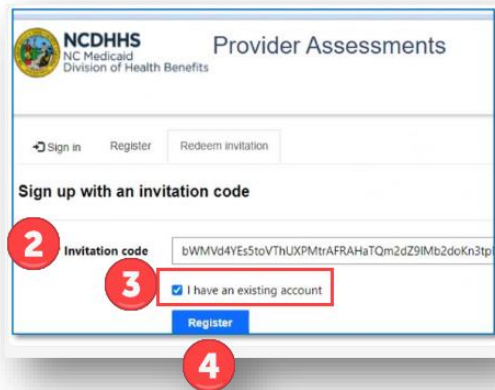 NCDHHS
NC Medicaid
Division of Health Benefits
Provider Assessments
Sign in Register Redeem invitation
Sign up with an invitation code
2 Invitation code
3 I have an existing account
Register
4